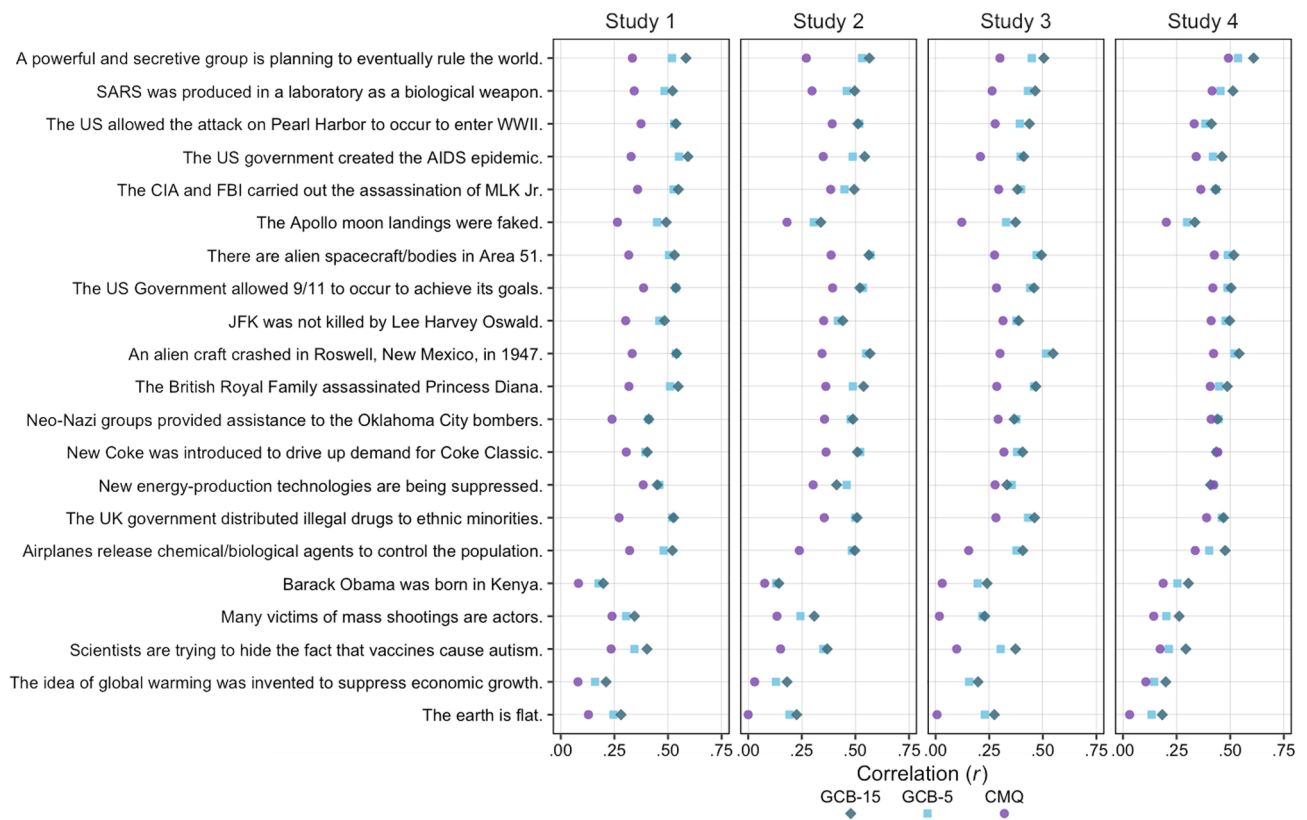 Study 1 Study 2 Study 3 Study 4
A powerful and secretive group is planning to eventually rule the world.
SARS was produced in a laboratory as a biological weapon.
The US allowed the attack on Pearl Harbor to occur to enter WWII.
The US government created the AIDS epidemic.
The CIA and FBI carried out the assassination of MLK Jr.
The Apollo moon landings were faked.
There are alien spacecraft/bodies in Area 51.
The US Government allowed 9/11 to occur to achieve its goals.
JFK was not killed by Lee Harvey Oswald.
An alien craft crashed in Roswell, New Mexico, in 1947.
The British Royal Family assassinated Princess Diana.
Neo-Nazi groups provided assistance to the Oklahoma City bombers.
New Coke was introduced to drive up demand for Coke Classic.
New energy-production technologies are being suppressed.
The UK government distributed illegal drugs to ethnic minorities.
Airplanes release chemical/biological agents to control the population.
Barack Obama was born in Kenya.
Many victims of mass shootings are actors.
Scientists are trying to hide the fact that vaccines cause autism.
The idea of global warming was invented to suppress economic growth.
The earth is flat.
.00 .25 .50 .75 .00 .25 .50 .75 .00 .25 .50 .75 .00 .25 .50 .75
Correlation (r)
GCB-15 GCB-5 CMQ